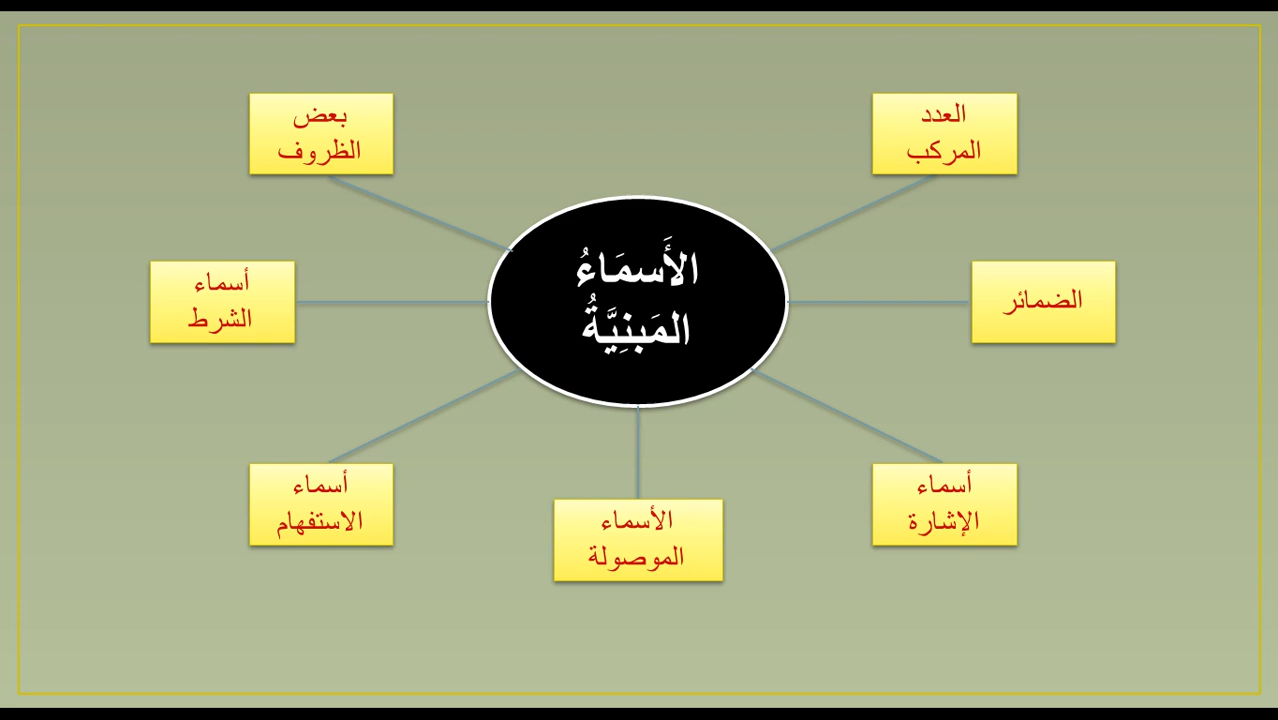 العدد
المركب
بعض
الظروف
الأَسمَاءُ
المَبنِيَّةُ
الضمائر
أسماء
الشرط
أسماء
الإشارة
الأسماء
الموصولة
أسماء
الاستفهام